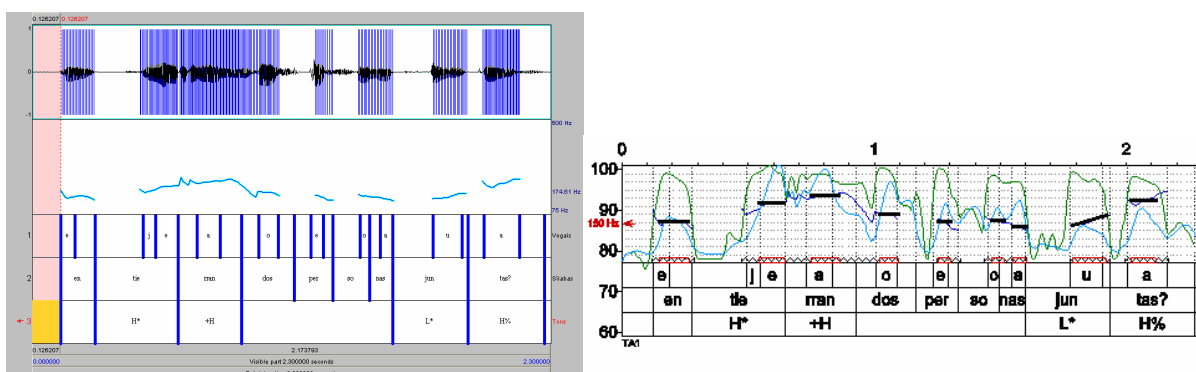 0.126207 0.126207
1
0
-1
500 Hz
174.61 Hz
75 Hz
1 e j e a o e o a u a Vogais
2 en tie rran dos per so nas jun tas? Sílabas
3 H* +H L* H% Tons
0.126207 2.173793
0.000000 Visible part 2.300000 seconds 2.300000
0 1 2
100
90
150 Hz
80
70
60
e j e a o e o a u a
en tie rran dos per so nas jun tas?
H* +H L* H%
TA1